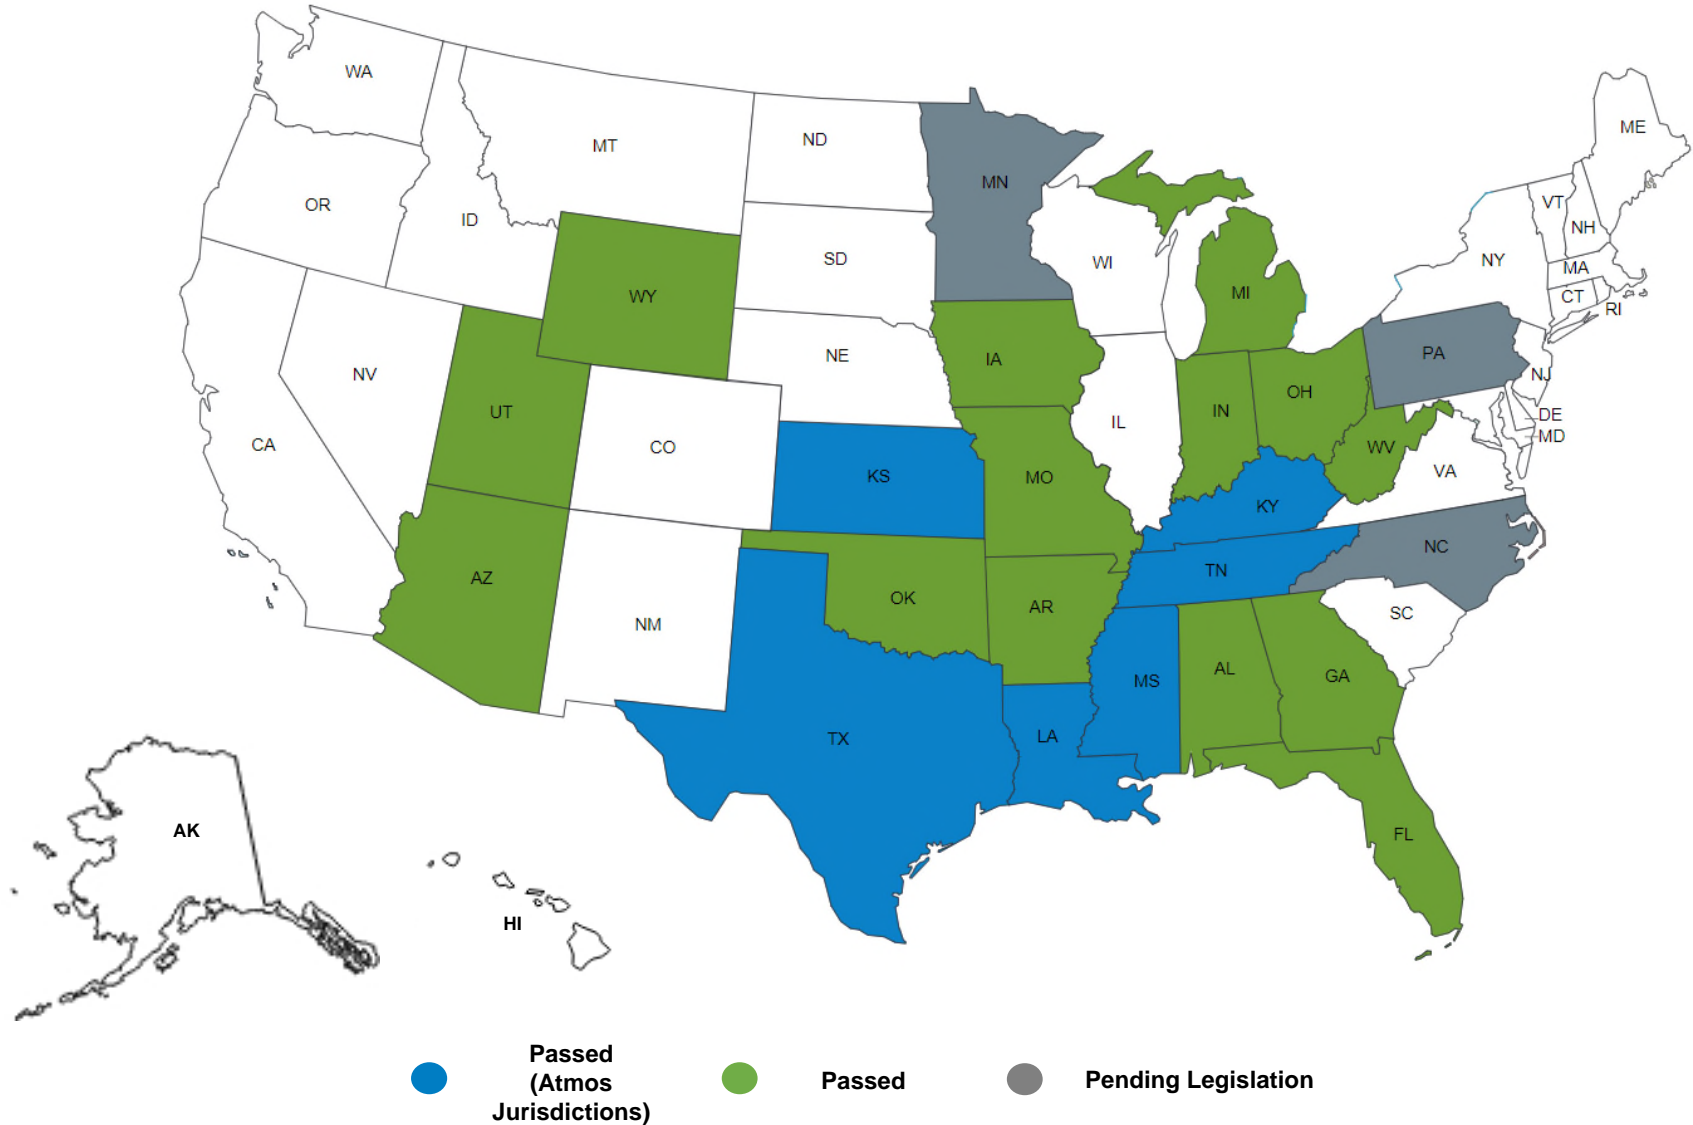 WA
ME
MT
ND
VT
MN
OR
ID
NH
SD
NY
WI
MA
WY
MI
CT
RI
NE
IA
PA
NV
NJ
OH
UT
IN
DE
IL
MD
CA
CO
WV
VA
KS
MO
KY
NC
AZ
TN
OK
AR
SC
NM
AL
GA
MS
TX
LA
AK
FL
HI
Passed
(Atmos
Jurisdictions)
Passed
Pending Legislation